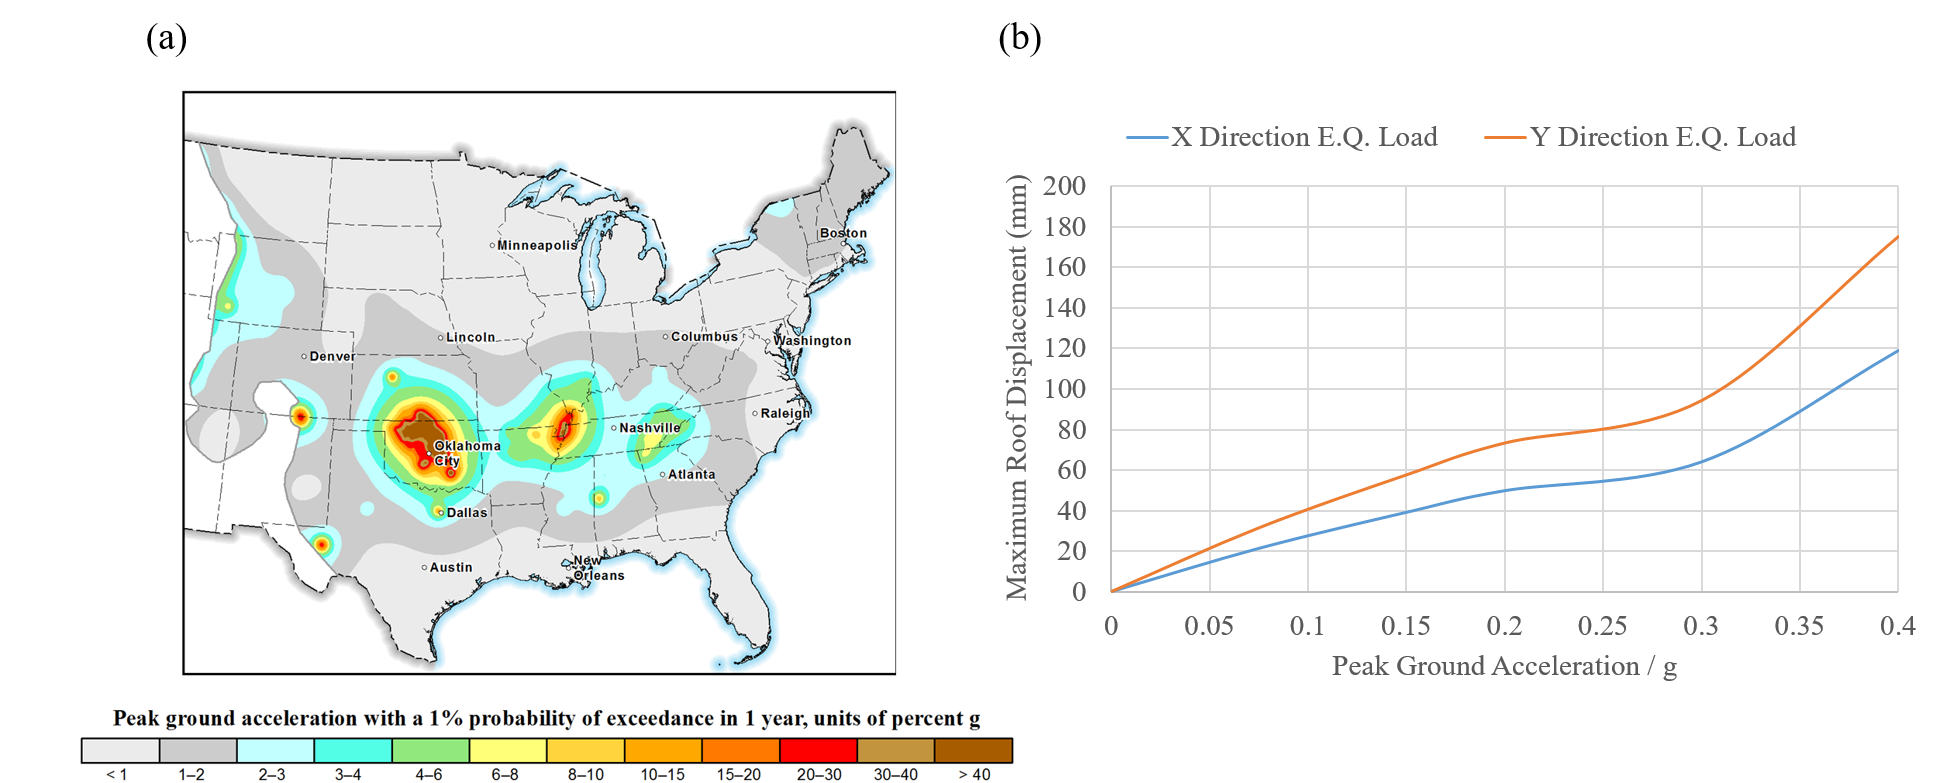 (a)
Minneapolis
Boston
Lincoln
Columbus
Washington
Denver
Raleigh
Nashville
Oklahoma
City
Atlanta
Dallas
Austin
New
Orleans
Peak ground acceleration with a 1% probability of exceedance in 1 year, units of percent g
< 1 1–2 2–3 3–4 4–6 6–8 8–10 10–15 15–20 20–30 30–40 > 40
(b)
X Direction E.Q. Load Y Direction E.Q. Load
Maximum Roof Displacement (mm)
200
180
160
140
120
100
80
60
40
20
0
0 0.05 0.1 0.15 0.2 0.25 0.3 0.35 0.4
Peak Ground Acceleration / g